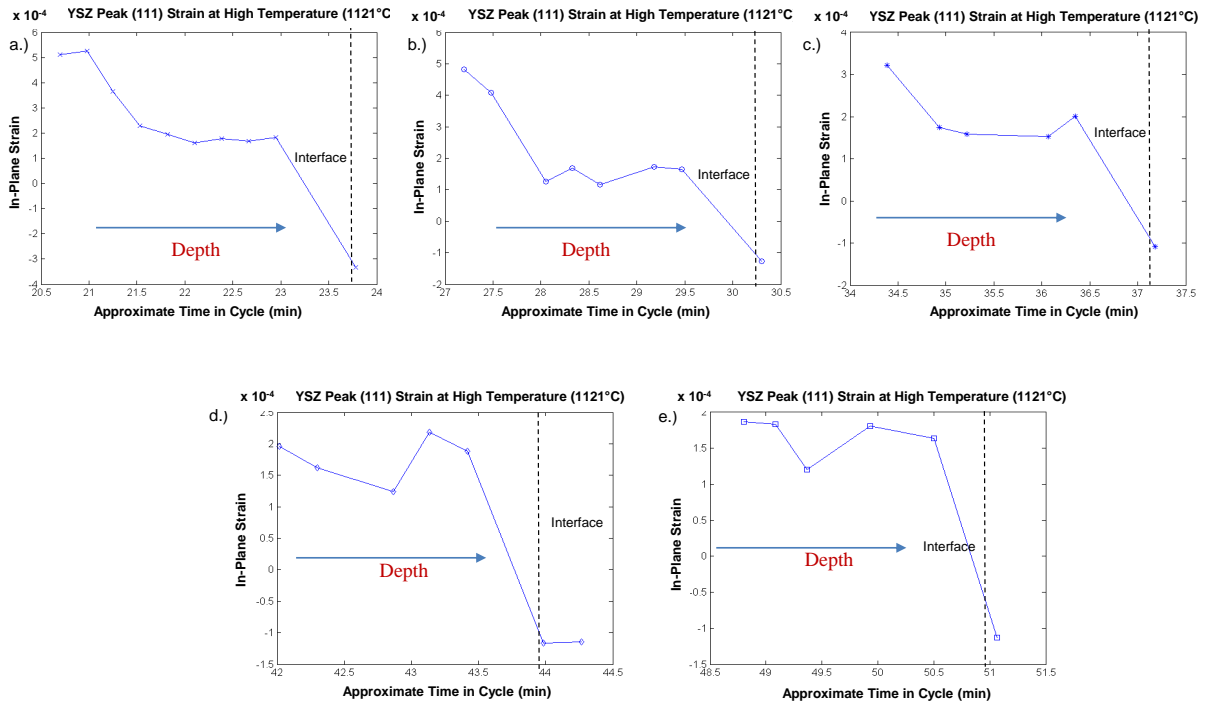 a.)
x 10⁻⁴
YSZ Peak (111) Strain at High Temperature (1121°C
6
5
4
3
2
1
0
-1
-2
-3
-4
In-Plane Strain
Interface
Depth
20.5 21 21.5 22 22.5 23 23.5 24
Approximate Time in Cycle (min)
b.)
x 10⁻⁴
YSZ Peak (111) Strain at High Temperature (1121°C
6
5
4
3
2
1
0
-1
-2
In-Plane Strain
Interface
Depth
27 27.5 28 28.5 29 29.5 30 30.5
Approximate Time in Cycle (min)
c.)
x 10⁻⁴
YSZ Peak (111) Strain at High Temperature (1121°C)
4
3
2
1
0
-1
-2
In-Plane Strain
Interface
Depth
34 34.5 35 35.5 36 36.5 37 37.5
Approximate Time in Cycle (min)
d.)
x 10⁻⁴
YSZ Peak (111) Strain at High Temperature (1121°C)
2.5
2
1.5
1
0.5
0
-0.5
-1
-1.5
In-Plane Strain
Interface
Depth
42 42.5 43 43.5 44 44.5
Approximate Time in Cycle (min)
e.)
x 10⁻⁴
YSZ Peak (111) Strain at High Temperature (1121°C)
2
1.5
1
0.5
0
-0.5
-1
-1.5
In-Plane Strain
Interface
Depth
48.5 49 49.5 50 50.5 51 51.5
Approximate Time in Cycle (min)